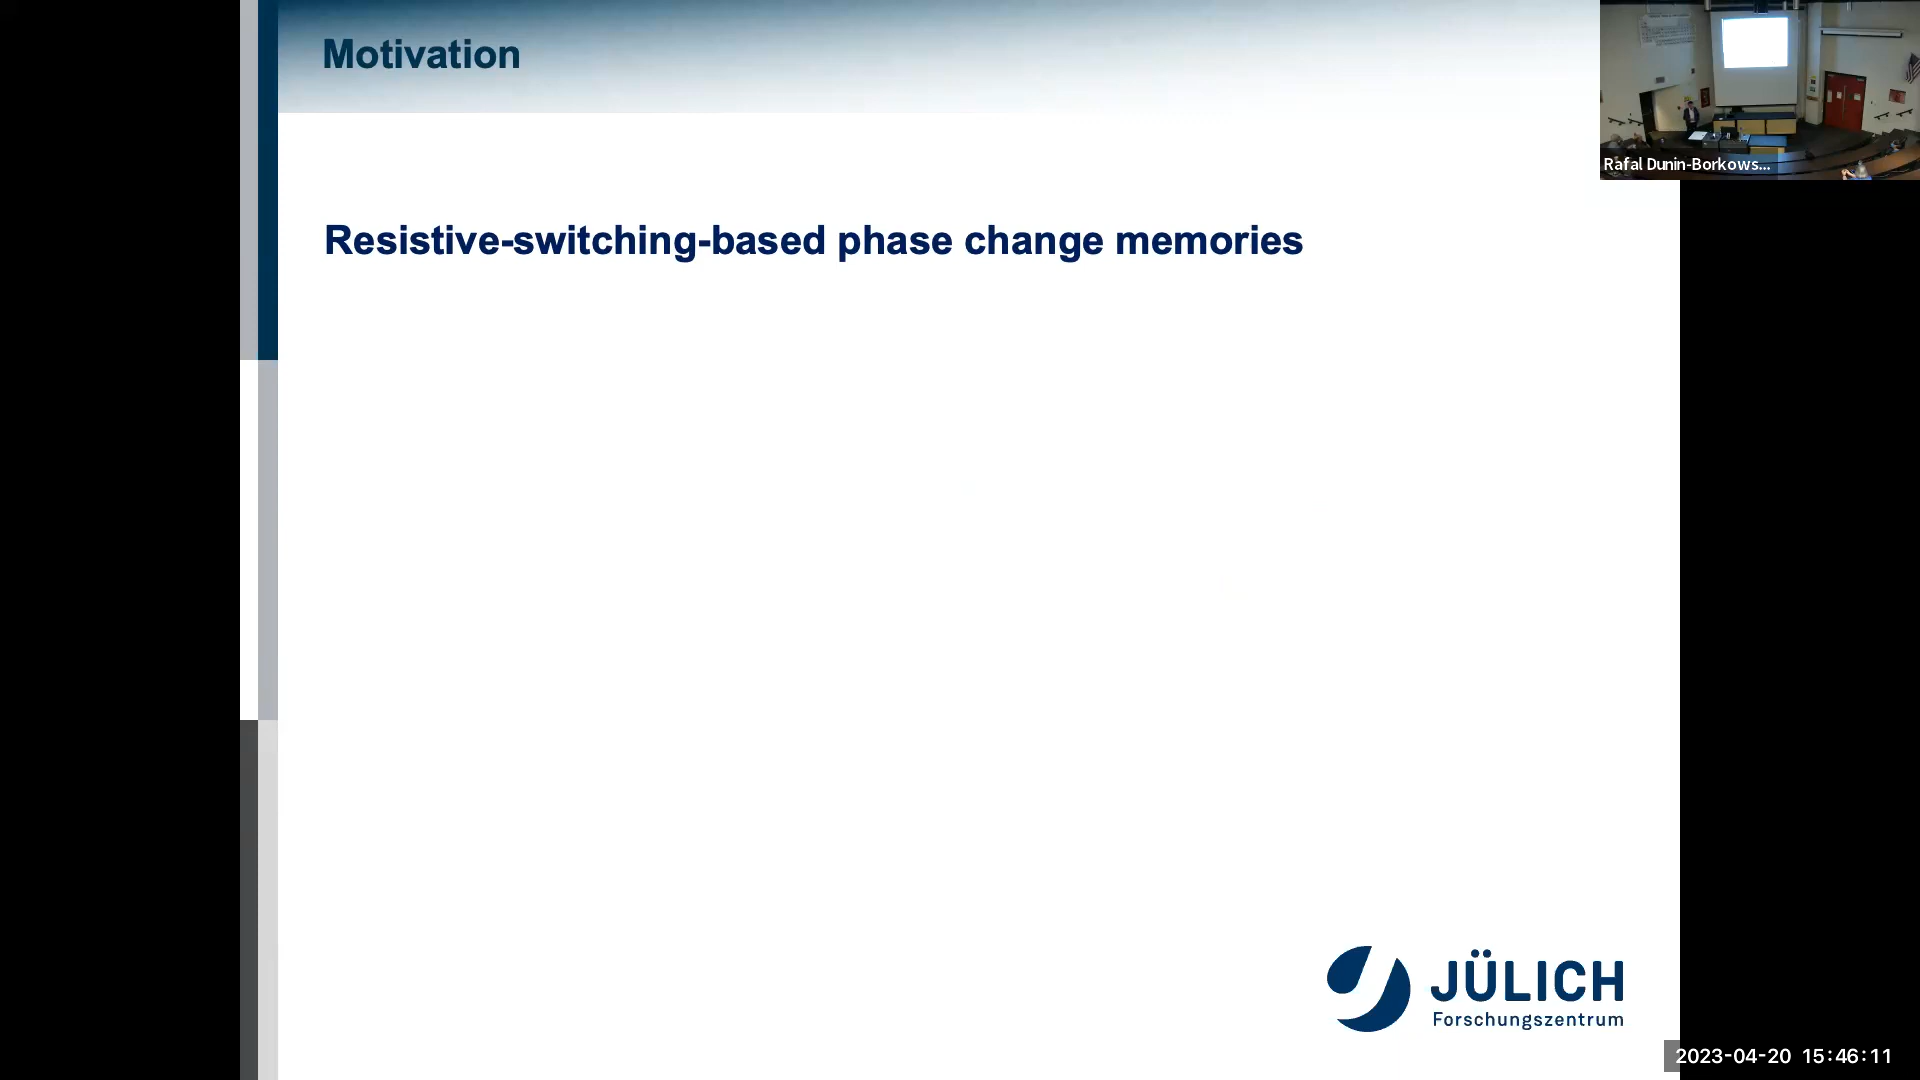 Motivation
Rafal Dunin-Borkows...
Resistive-switching-based phase change memories
JÜLICH
Forschungszentrum
2023-04-20 15:46:11